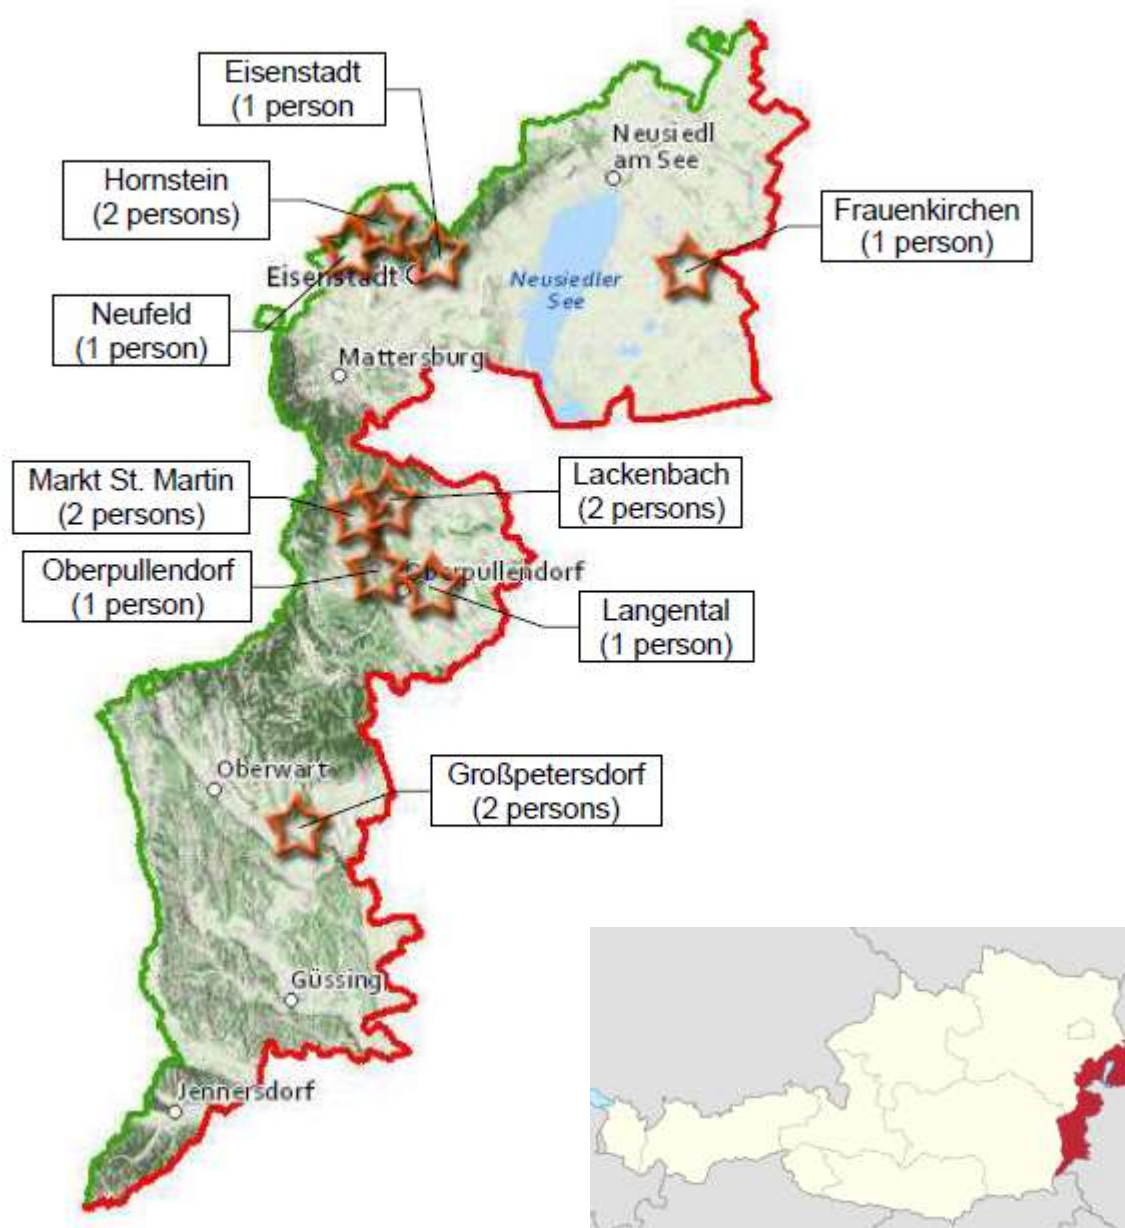 Eisenstadt
(1 person
Neusiedl
am See
Hornstein
(2 persons)
Frauenkirchen
(1 person)
Eisenstadt
Neusiedler
See
Neufeld
(1 person)
Mattersburg
Markt St. Martin
(2 persons)
Lackenbach
(2 persons)
Oberpullendorf
(1 person)
Oberpullendorf
Langental
(1 person)
Oberwart
Großpetersdorf
(2 persons)
Güssing
Jennersdorf